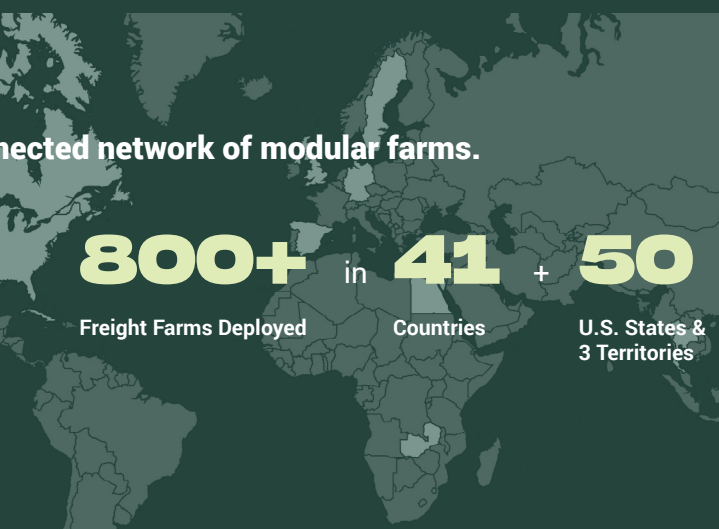 nected network of modular farms.
800+ in 41 + 50
Freight Farms Deployed Countries U.S. States &
3 Territories